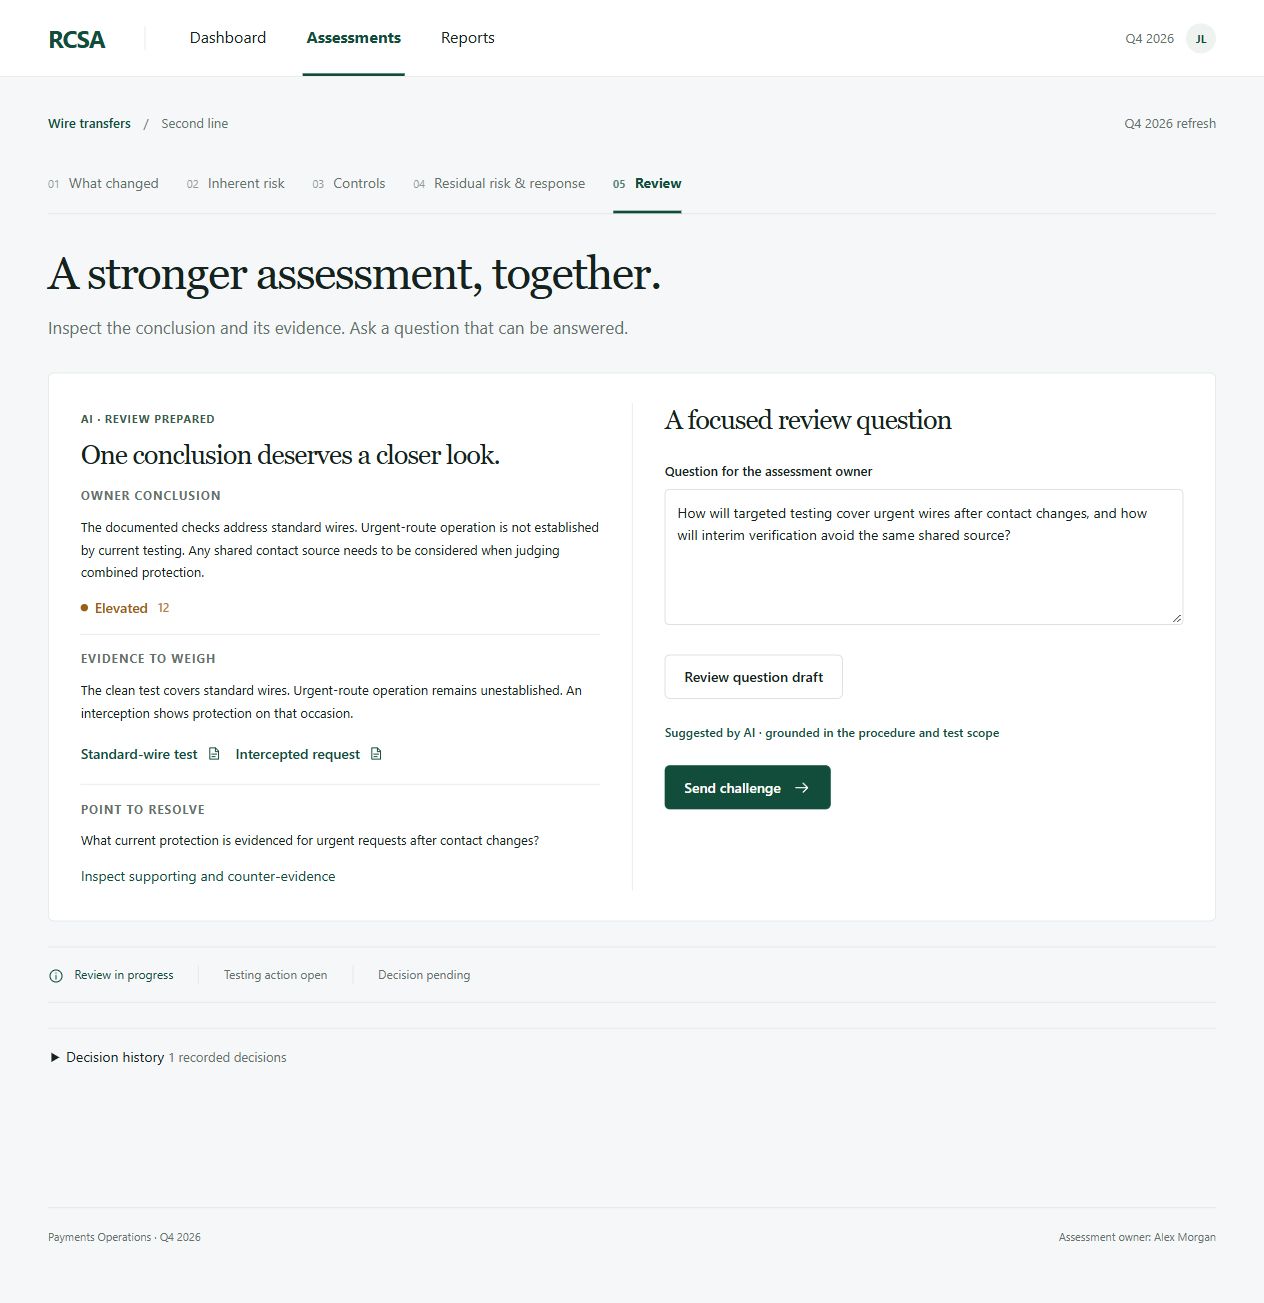 RCSA
Dashboard
Assessments
Reports
Q4 2026
JL
Wire transfers / Second line
Q4 2026 refresh
01 What changed
02 Inherent risk
03 Controls
04 Residual risk & response
05 Review
A stronger assessment, together.
Inspect the conclusion and its evidence. Ask a question that can be answered.
AI · REVIEW PREPARED
One conclusion deserves a closer look.
OWNER CONCLUSION
The documented checks address standard wires. Urgent-route operation is not established
by current testing. Any shared contact source needs to be considered when judging
combined protection.
Elevated 12
EVIDENCE TO WEIGH
The clean test covers standard wires. Urgent-route operation remains unestablished. An
interception shows protection on that occasion.
Standard-wire test
Intercepted request
POINT TO RESOLVE
What current protection is evidenced for urgent requests after contact changes?
Inspect supporting and counter-evidence
A focused review question
Question for the assessment owner
How will targeted testing cover urgent wires after contact changes, and how
will interim verification avoid the same shared source?
Review question draft
Suggested by AI · grounded in the procedure and test scope
Send challenge
Review in progress
Testing action open
Decision pending
Decision history 1 recorded decisions
Payments Operations · Q4 2026
Assessment owner: Alex Morgan